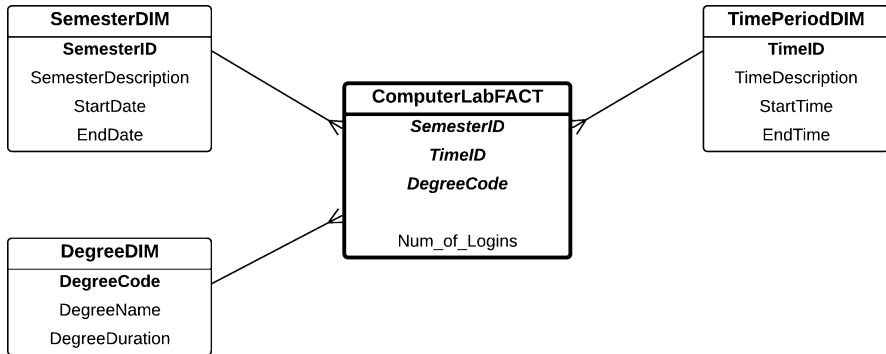 SemesterDIM
SemesterID
SemesterDescription
StartDate
EndDate
TimePeriodDIM
TimeID
TimeDescription
StartTime
EndTime
ComputerLabFACT
SemesterID
TimeID
DegreeCode
Num_of_Logins
DegreeDIM
DegreeCode
DegreeName
DegreeDuration